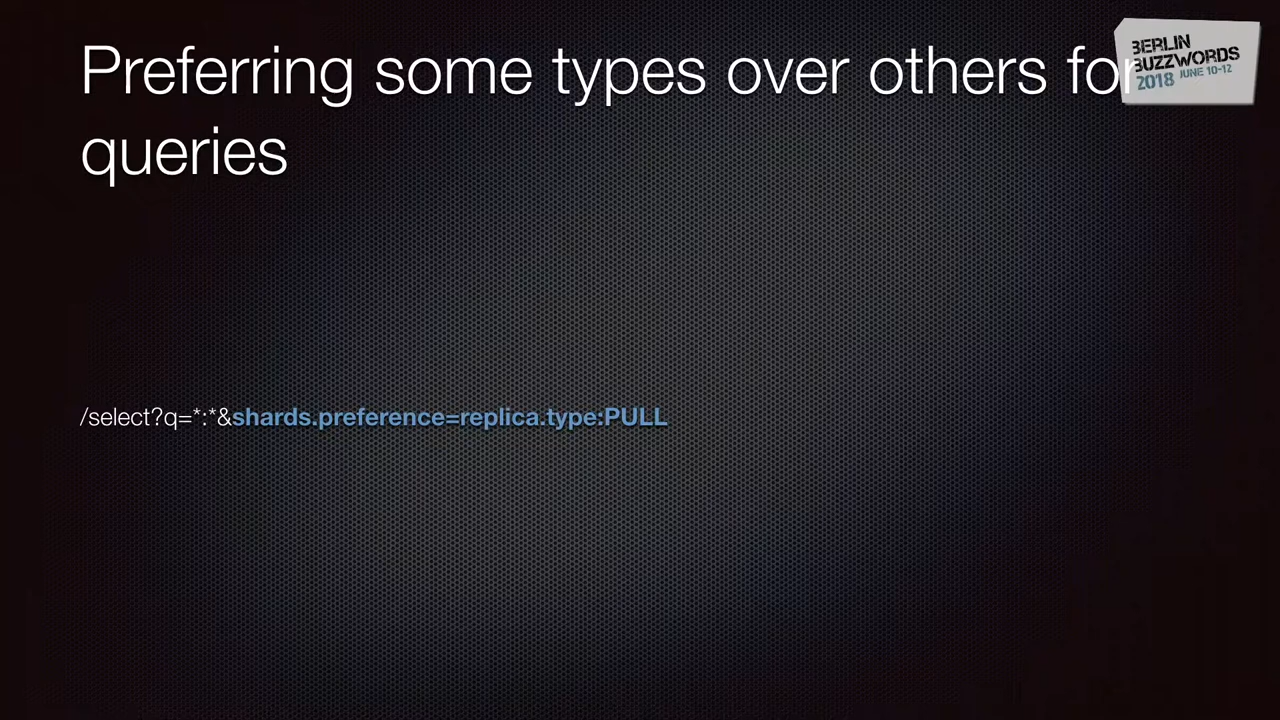 Preferring some types over others for
queries
BERLIN
BUZZWORDS
2018 JUNE 10-12
/select?q=*:*&shards.preference=replica.type:PULL